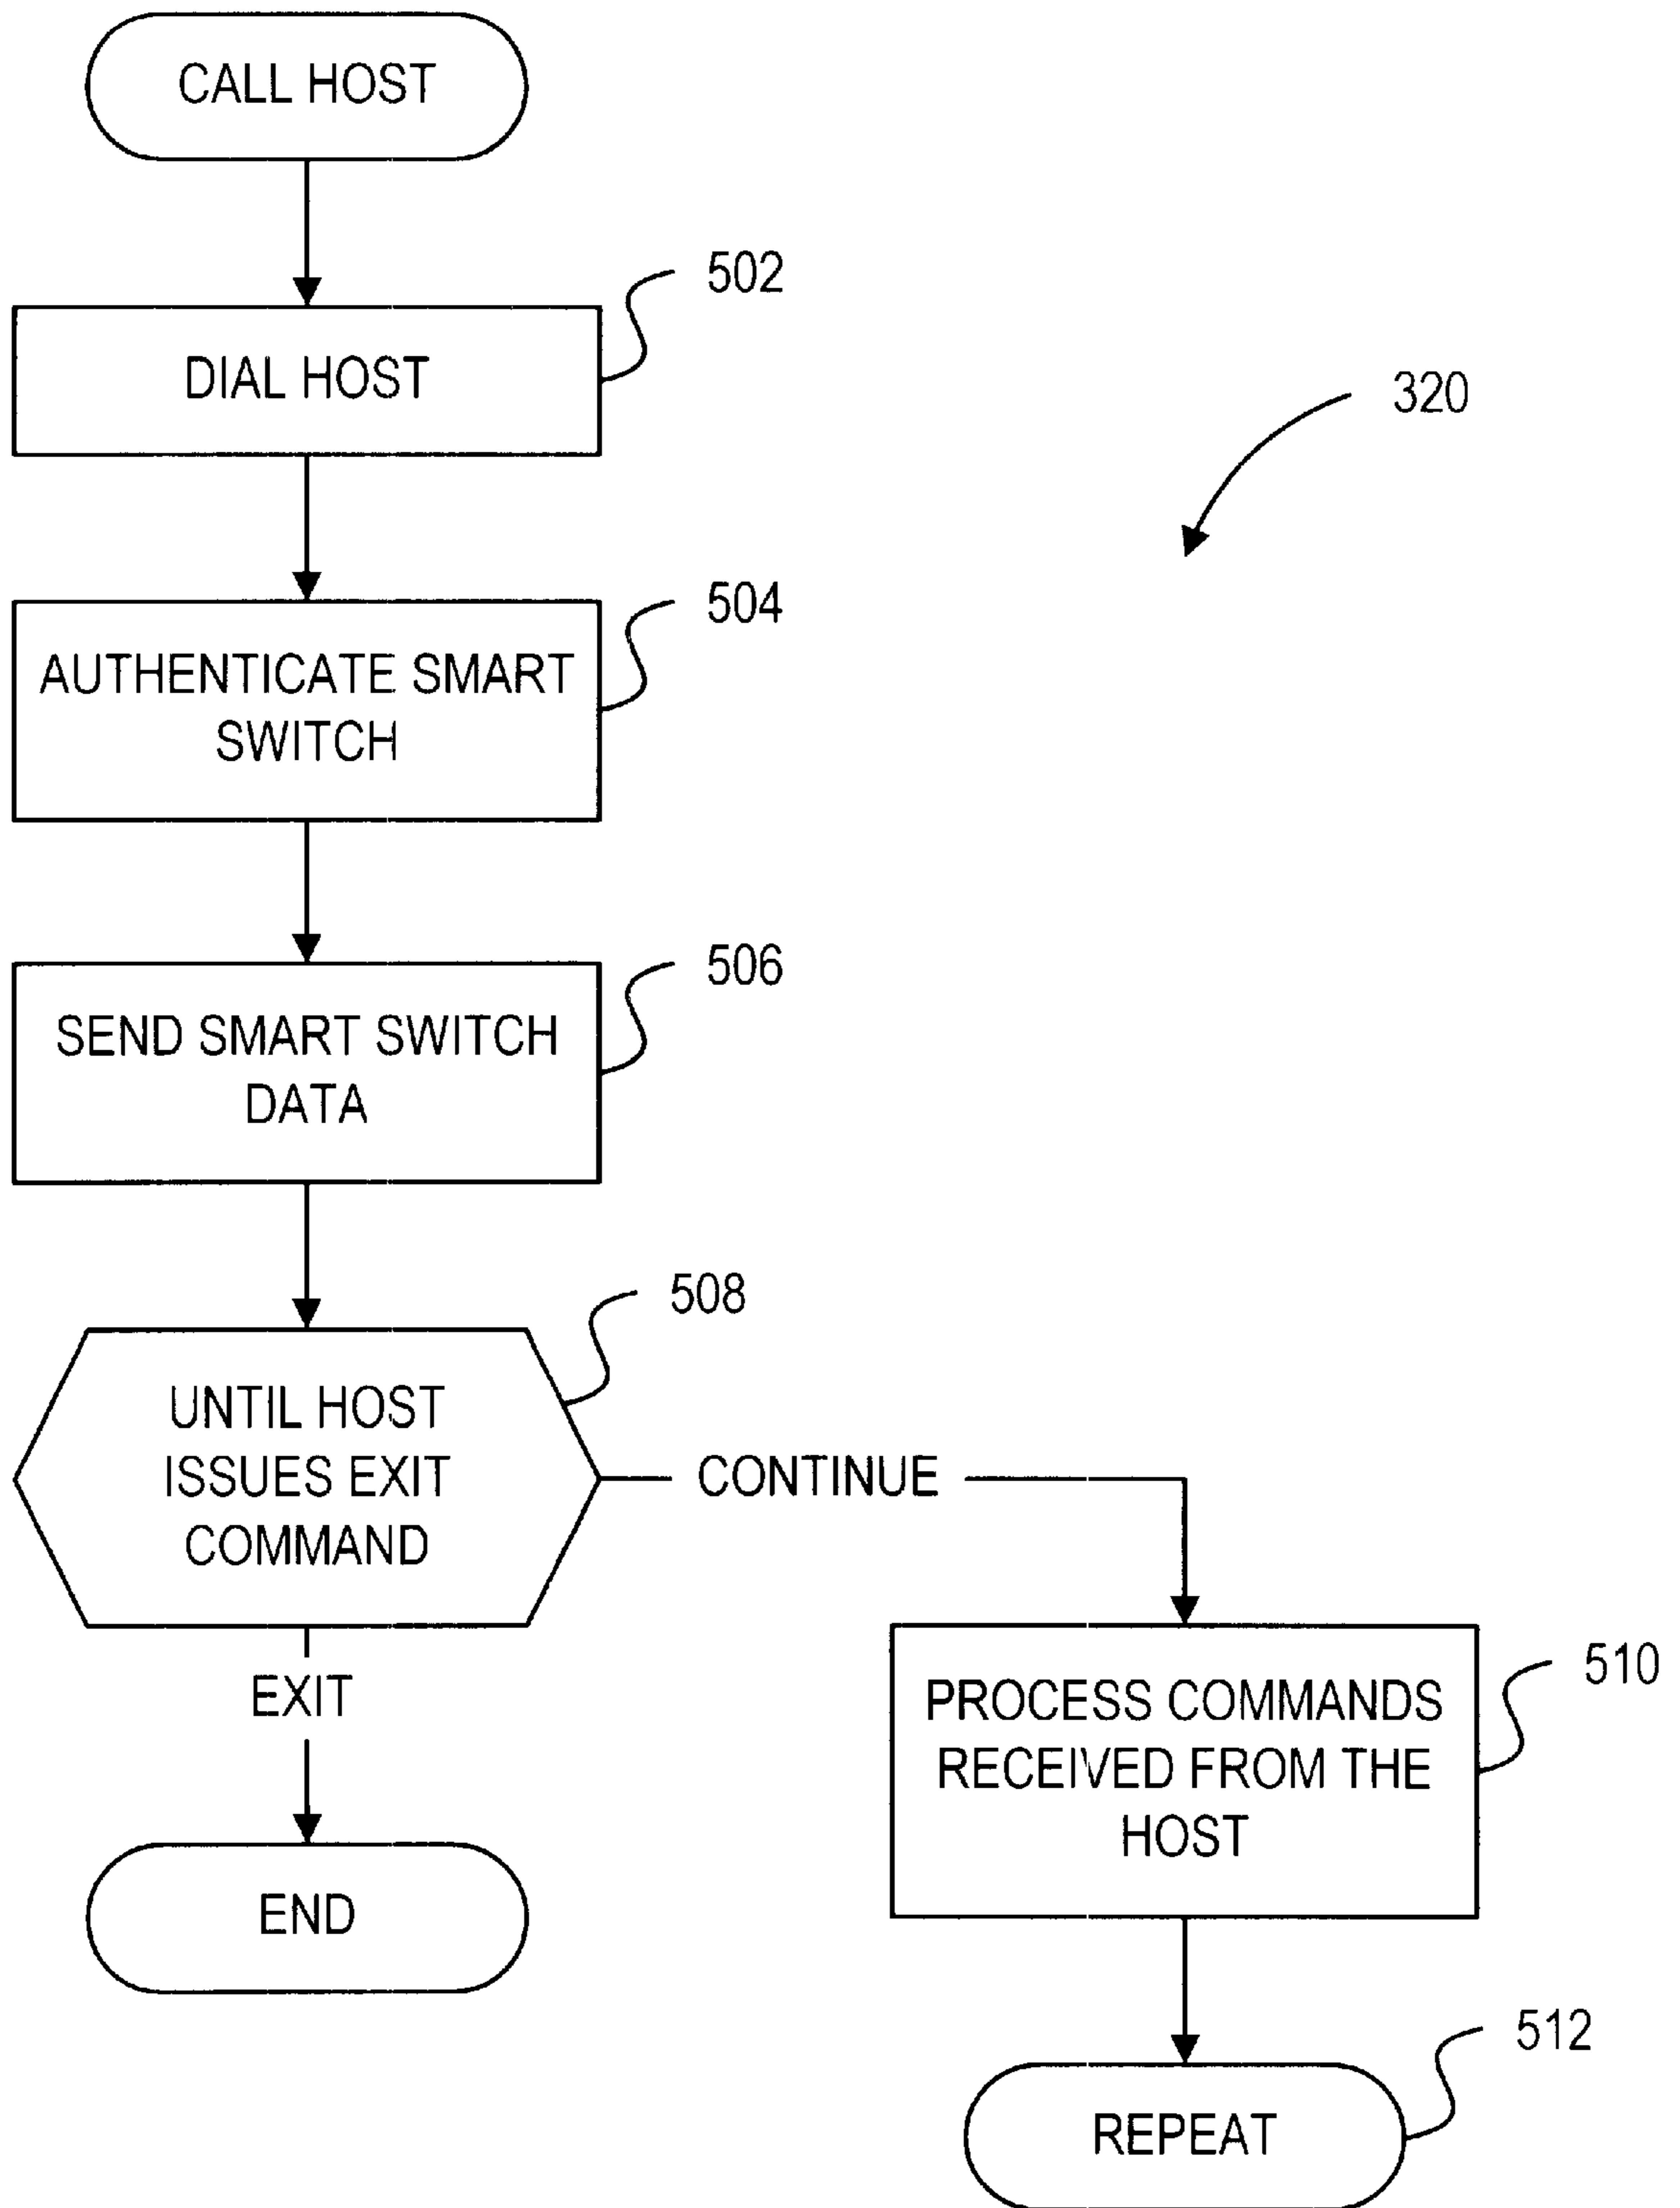 CALL HOST
502
DIAL HOST
320
504
AUTHENTICATE SMART
SWITCH
506
SEND SMART SWITCH
DATA
508
UNTIL HOST
ISSUES EXIT
COMMAND
CONTINUE
EXIT
510
PROCESS COMMANDS
RECEIVED FROM THE
HOST
END
512
REPEAT